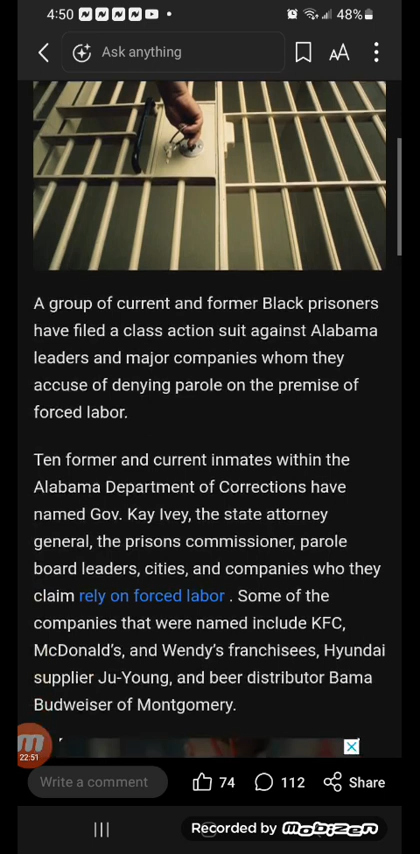 4:50
48%
Ask anything
AA
A group of current and former Black prisoners
have filed a class action suit against Alabama
leaders and major companies whom they
accuse of denying parole on the premise of
forced labor.
Ten former and current inmates within the
Alabama Department of Corrections have
named Gov. Kay Ivey, the state attorney
general, the prisons commissioner, parole
board leaders, cities, and companies who they
claim rely on forced labor . Some of the
companies that were named include KFC,
McDonald’s, and Wendy’s franchisees, Hyundai
supplier Ju-Young, and beer distributor Bama
Budweiser of Montgomery.
22:51
Write a comment
74
112
Share
Recorded by Mobizen